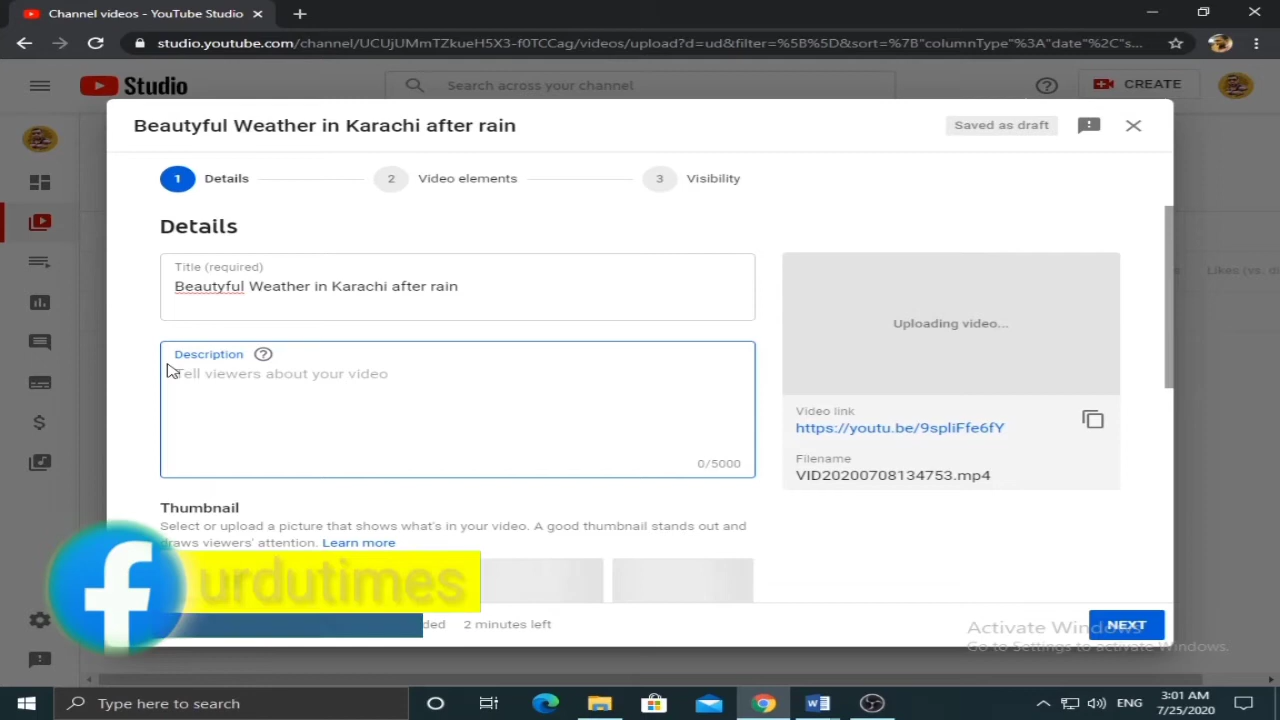 Channel videos - YouTube Studio
studio.youtube.com/channel/UCUjUMmTZkueH5X3-f0TCCag/videos/upload?d=ud&filter=%5B%5D&sort=%7B"columnType"%3A"date"%2C"s...
Studio
Search across your channel
CREATE
Beautyful Weather in Karachi after rain
Saved as draft
1 Details
2 Video elements
3 Visibility
Details
Title (required)
Beautyful Weather in Karachi after rain
Uploading video...
Description
Tell viewers about your video
0/5000
Video link
https://youtu.be/9spliFfe6fY
Filename
VID20200708134753.mp4
Likes (vs. di
Thumbnail
Select or upload a picture that shows what's in your video. A good thumbnail stands out and
draws viewers' attention. Learn more
urdutimes
2 minutes left
NEXT
Activate Windows
Go to Settings to activate Windows.
Type here to search
ENG
3:01 AM
7/25/2020